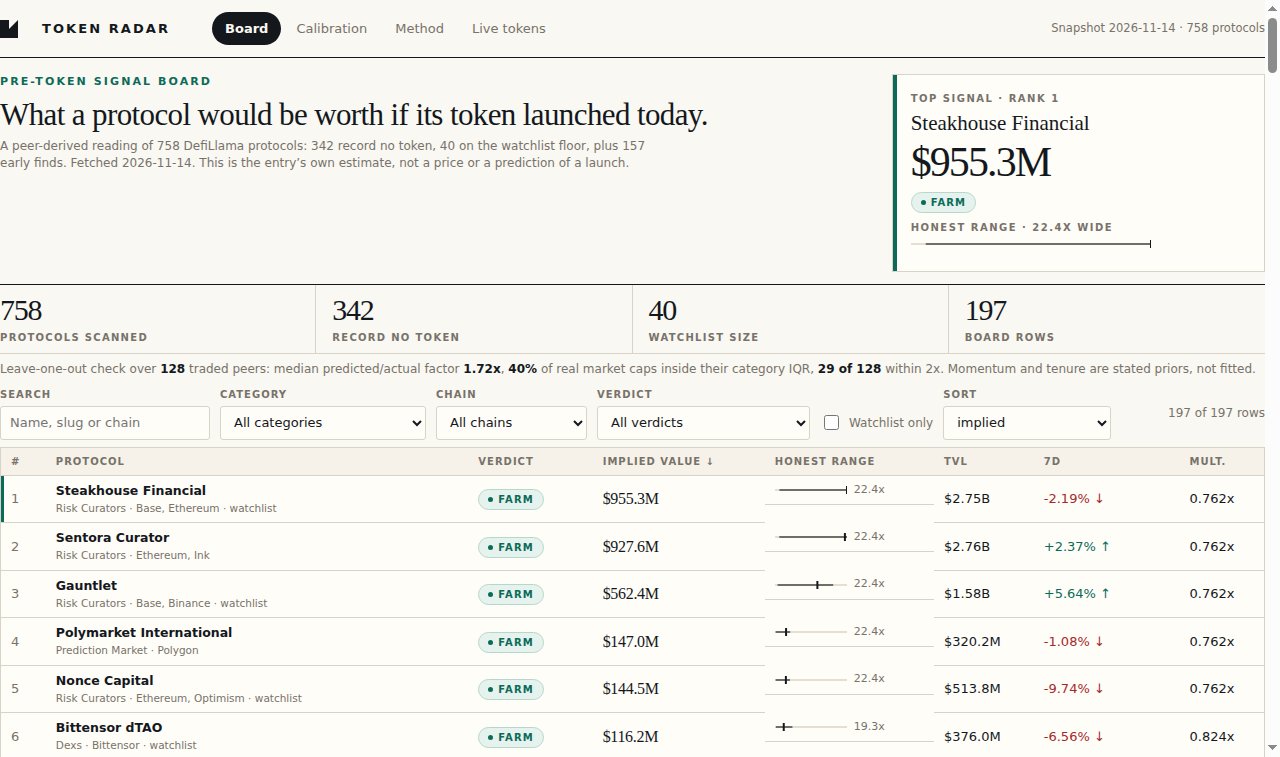 TOKEN RADAR Board Calibration Method Live tokens Snapshot 2026-11-14 · 758 protocols
PRE-TOKEN SIGNAL BOARD
What a protocol would be worth if its token launched today.
A peer-derived reading of 758 DefiLlama protocols: 342 record no token, 40 on the watchlist floor, plus 157
early finds. Fetched 2026-11-14. This is the entry’s own estimate, not a price or a prediction of a launch.
TOP SIGNAL · RANK 1
Steakhouse Financial
$955.3M
FARM
HONEST RANGE · 22.4X WIDE
758 342 40 197
PROTOCOLS SCANNED RECORD NO TOKEN WATCHLIST SIZE BOARD ROWS
Leave-one-out check over 128 traded peers: median predicted/actual factor 1.72x, 40% of real market caps inside their category IQR, 29 of 128 within 2x. Momentum and tenure are stated priors, not fitted.
SEARCH CATEGORY CHAIN VERDICT SORT
Name, slug or chain All categories All chains All verdicts Watchlist only implied 197 of 197 rows
# PROTOCOL VERDICT IMPLIED VALUE ↓ HONEST RANGE TVL 7D MULT.
1 Steakhouse Financial FARM $955.3M 22.4x $2.75B -2.19% ↓ 0.762x
Risk Curators · Base, Ethereum · watchlist
2 Sentora Curator FARM $927.6M 22.4x $2.76B +2.37% ↑ 0.762x
Risk Curators · Ethereum, Ink
3 Gauntlet FARM $562.4M 22.4x $1.58B +5.64% ↑ 0.762x
Risk Curators · Base, Binance · watchlist
4 Polymarket International FARM $147.0M 22.4x $320.2M -1.08% ↓ 0.762x
Prediction Market · Polygon
5 Nonce Capital FARM $144.5M 22.4x $513.8M -9.74% ↓ 0.762x
Risk Curators · Ethereum, Optimism · watchlist
6 Bittensor dTAO FARM $116.2M 19.3x $376.0M -6.56% ↓ 0.824x
Dexs · Bittensor · watchlist